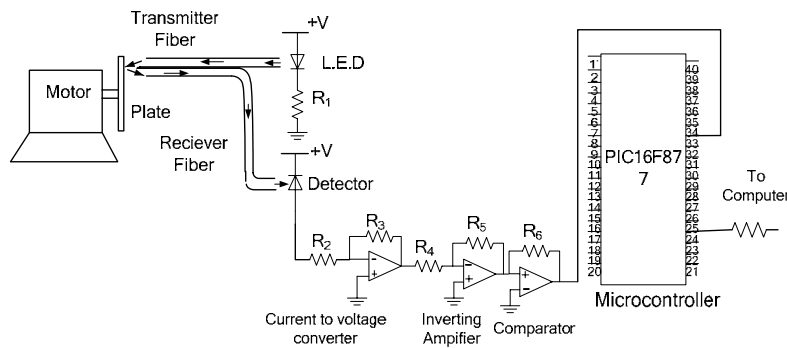 Transmitter
Fiber
+V
L.E.D
R1
Motor
Plate
Reciever
Fiber
+V
Detector
R2
R3
R4
R5
R6
-
+
-
+
+
-
Current to voltage
converter
Inverting
Ampifier
Comparator
1
2
3
4
5
6
7
8
9
10
11
12
13
14
15
16
17
18
19
20
40
39
38
37
36
35
34
33
32
31
30
29
28
27
26
25
24
23
22
21
PIC16F87
7
Microcontroller
To
Computer